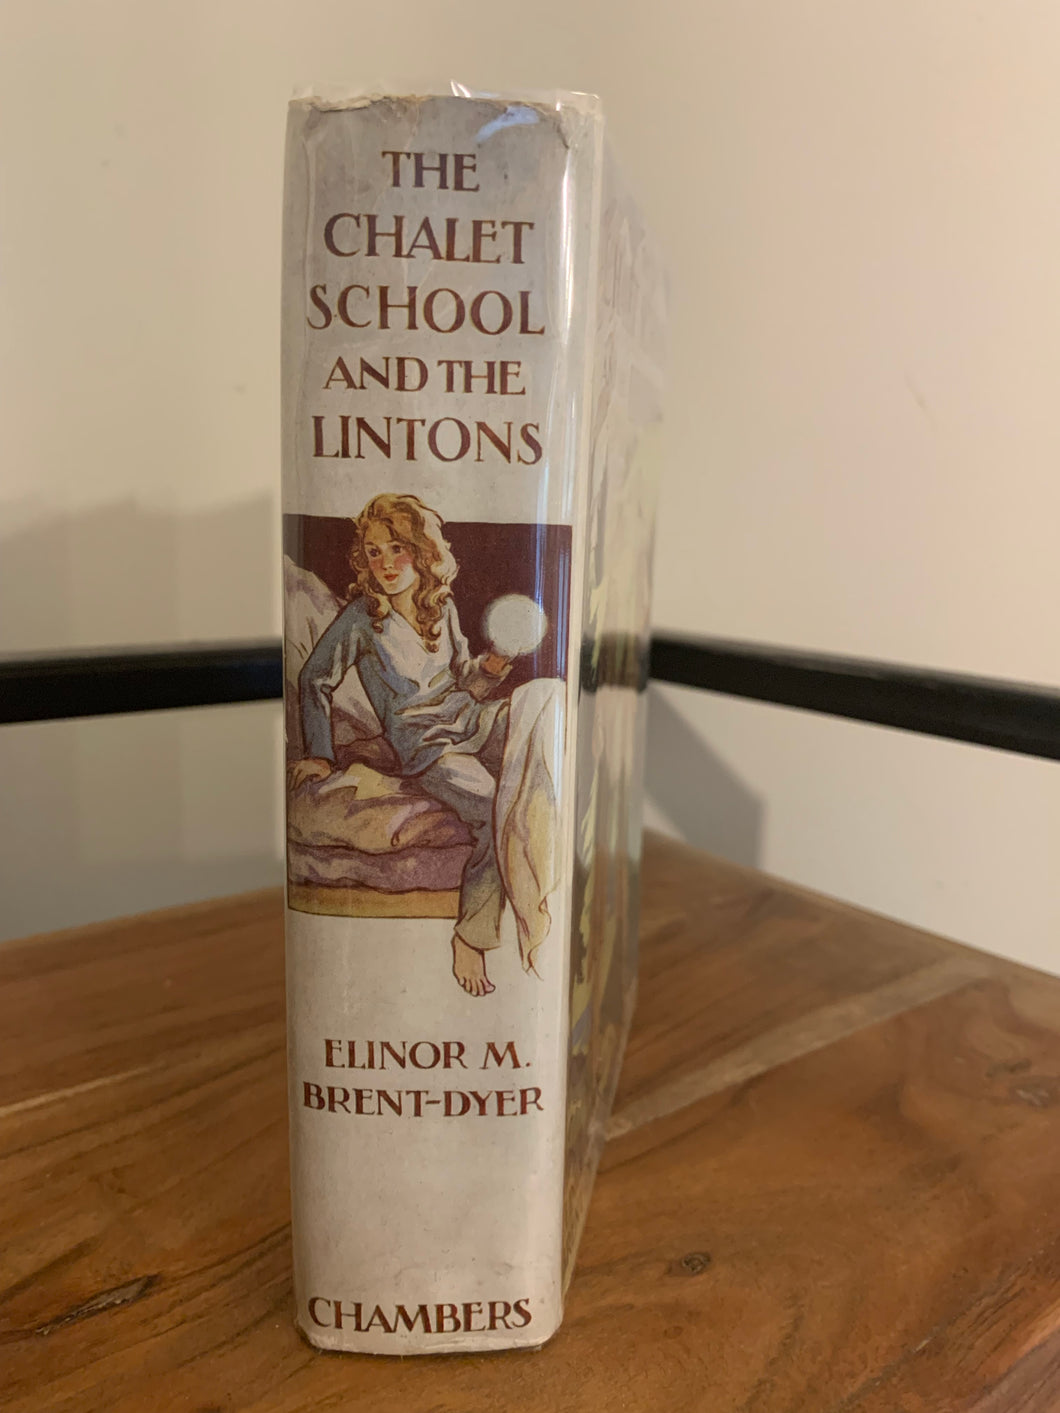 THE
CHALET
SCHOOL
AND THE
LINTONS
ELINOR M.
BRENT-DYER
CHAMBERS